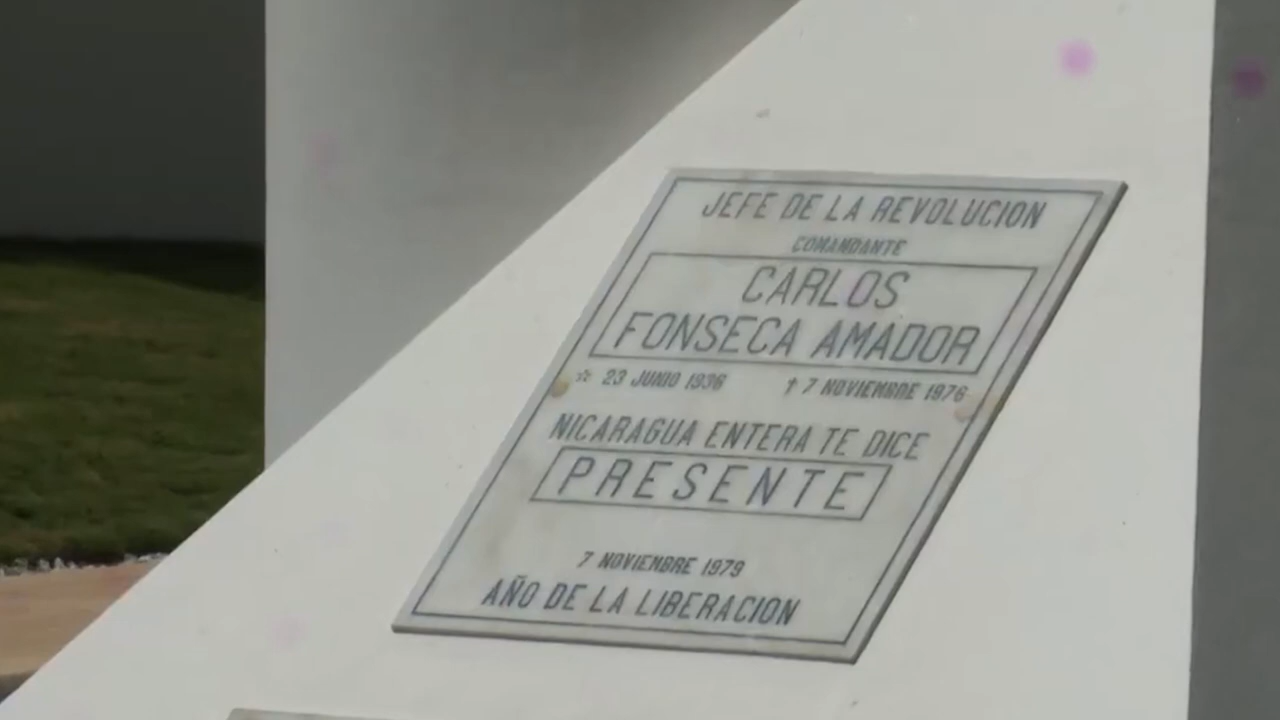 JEFE DE LA REVOLUCION
COMANDANTE
CARLOS
FONSECA AMADOR
☆ 23 JUNIO 1936 † 7 NOVIEMBRE 1976
NICARAGUA ENTERA TE DICE
PRESENTE
7 NOVIEMBRE 1979
AÑO DE LA LIBERACION